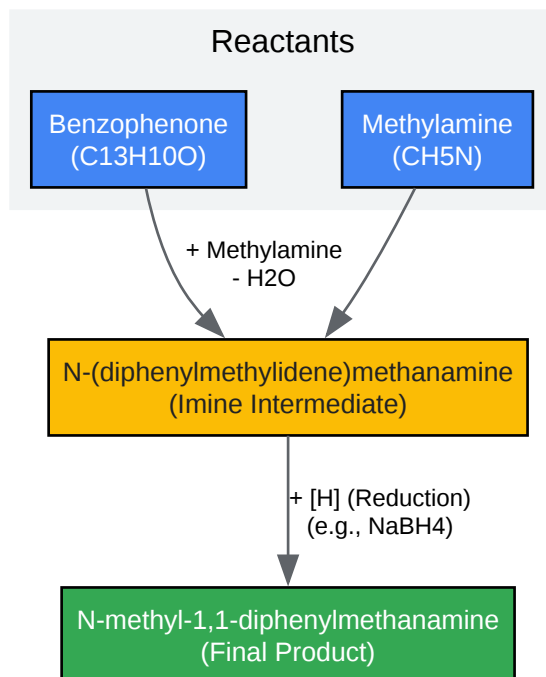 Reactants
Benzophenone
(C13H10O)
Methylamine
(CH5N)
+ Methylamine
- H2O
N-(diphenylmethylidene)methanamine
(Imine Intermediate)
+ [H] (Reduction)
(e.g., NaBH4)
N-methyl-1,1-diphenylmethanamine
(Final Product)